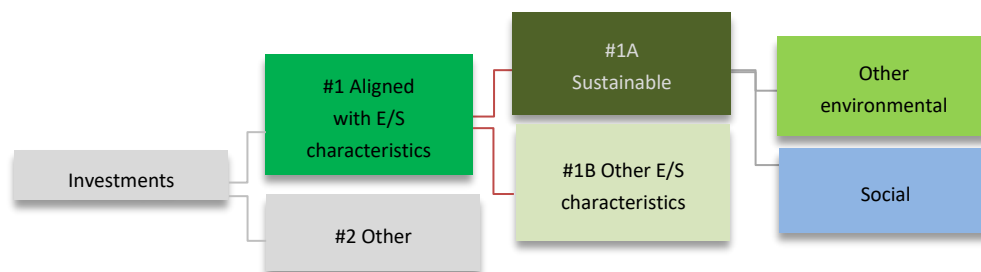 Investments
#1 Aligned
with E/S
characteristics
#2 Other
#1A
Sustainable
#1B Other E/S
characteristics
Other
environmental
Social